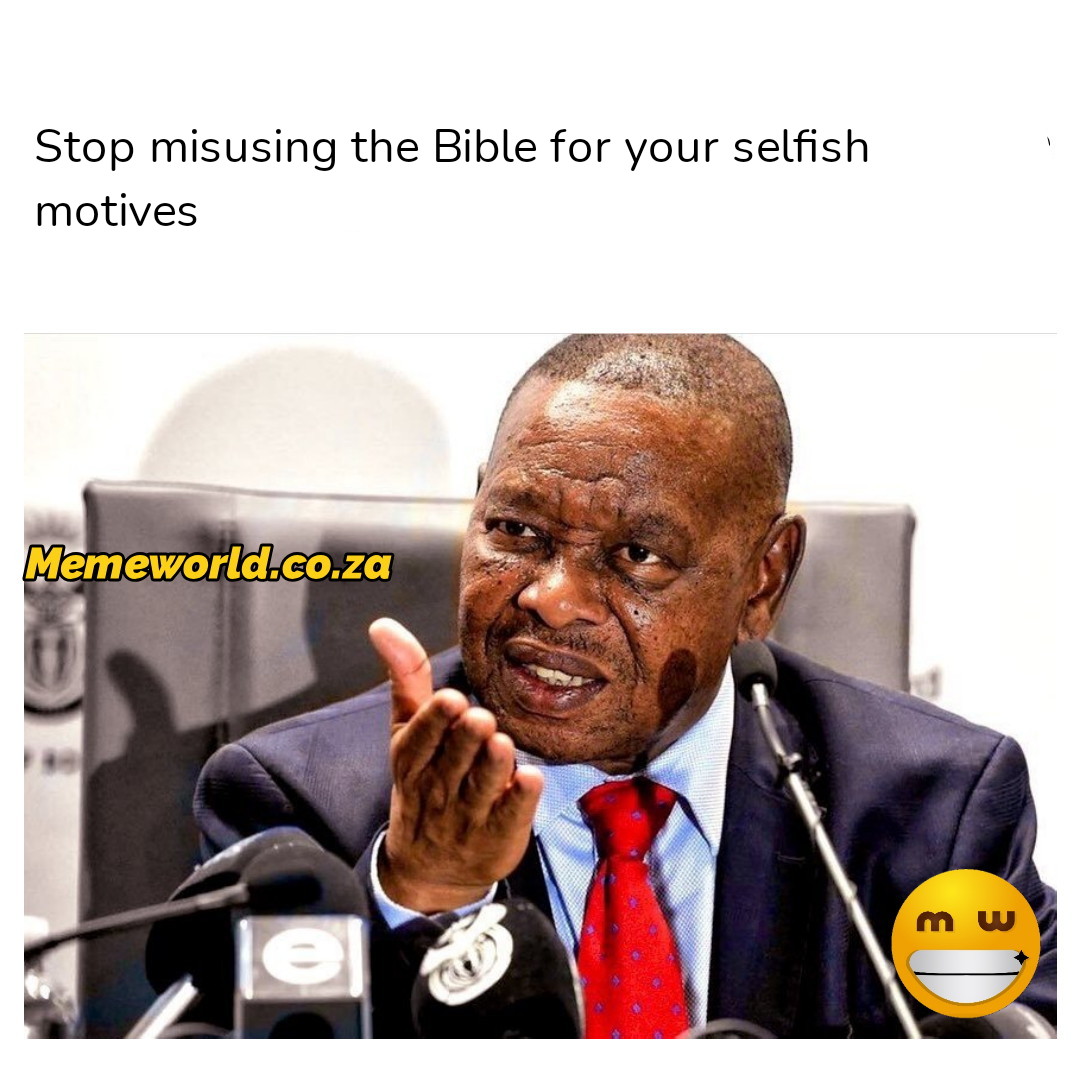 Stop misusing the Bible for your selfish
motives
Memeworld.co.za
e
m w